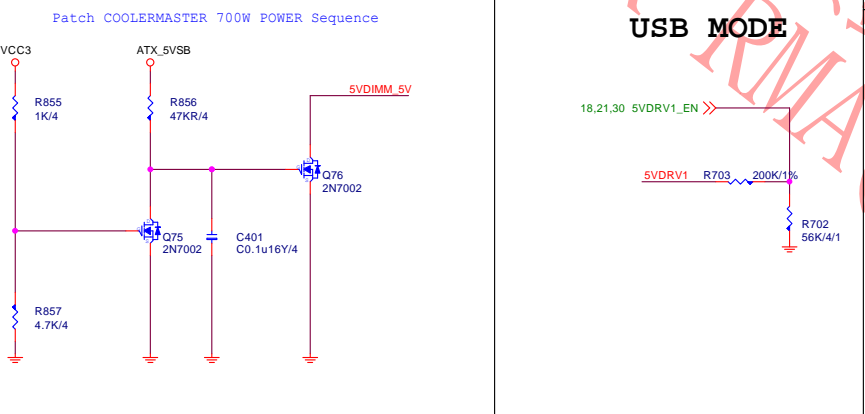 Patch COOLERMASTER 700W POWER Sequence
VCC3
ATX_5VSB
R855
1K/4
R856
47KR/4
5VDIMM_5V
Q76
2N7002
Q75
2N7002
C401
C0.1u16Y/4
R857
4.7K/4
USB MODE
18,21,30 5VDRV1_EN
5VDRV1
R703
200K/1%
R702
56K/4/1
RMA